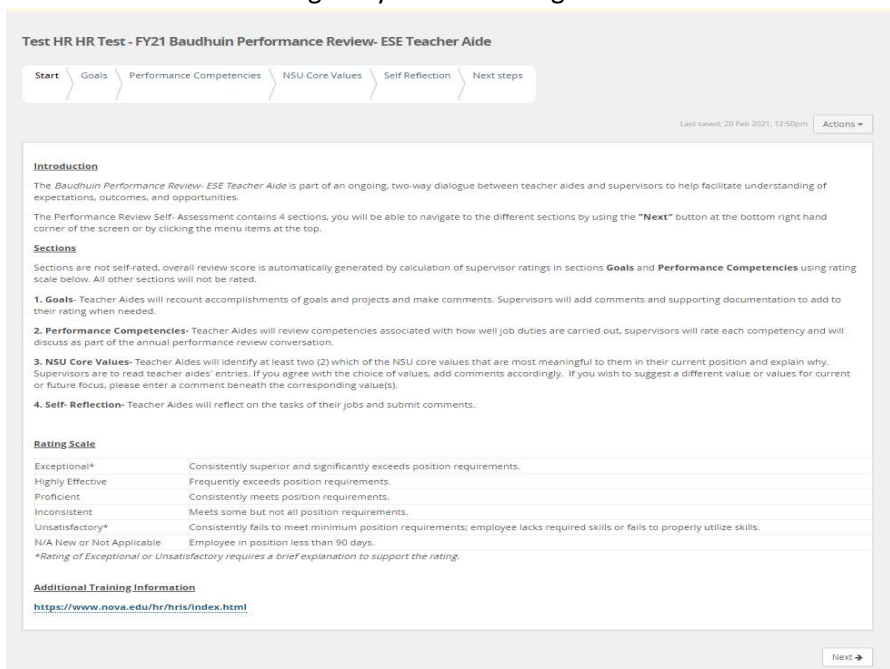 Test HR HR Test - FY21 Baudhuin Performance Review- ESE Teacher Aide
Start Goals Performance Competencies NSU Core Values Self Reflection Next steps
Last saved: 20 Feb 2021, 12:50pm Actions
Introduction
The Baudhuin Performance Review- ESE Teacher Aide is part of an ongoing, two-way dialogue between teacher aides and supervisors to help facilitate understanding of
expectations, outcomes, and opportunities.
The Performance Review Self- Assessment contains 4 sections, you will be able to navigate to the different sections by using the "Next" button at the bottom right hand
corner of the screen or by clicking the menu items at the top.
Sections
Sections are not self-rated, overall review score is automatically generated by calculation of supervisor ratings in sections Goals and Performance Competencies using rating
scale below. All other sections will not be rated.
1. Goals- Teacher Aides will recount accomplishments of goals and projects and make comments. Supervisors will add comments and supporting documentation to add to
their rating when needed.
2. Performance Competencies- Teacher Aides will review competencies associated with how well job duties are carried out, supervisors will rate each competency and will
discuss as part of the annual performance review conversation.
3. NSU Core Values- Teacher Aides will identify at least two (2) which of the NSU core values that are most meaningful to them in their current position and explain why.
Supervisors are to read teacher aides' entries. If you agree with the choice of values, add comments accordingly. If you wish to suggest a different value or values for current
or future focus, please enter a comment beneath the corresponding value(s).
4. Self- Reflection- Teacher Aides will reflect on the tasks of their jobs and submit comments.
Rating Scale
Exceptional* Consistently superior and significantly exceeds position requirements.
Highly Effective Frequently exceeds position requirements.
Proficient Consistently meets position requirements.
Inconsistent Meets some but not all position requirements.
Unsatisfactory* Consistently fails to meet minimum position requirements; employee lacks required skills or fails to properly utilize skills.
N/A New or Not Applicable Employee in position less than 90 days.
*Rating of Exceptional or Unsatisfactory requires a brief explanation to support the rating.
Additional Training Information
https://www.nova.edu/hr/hris/index.html
Next →